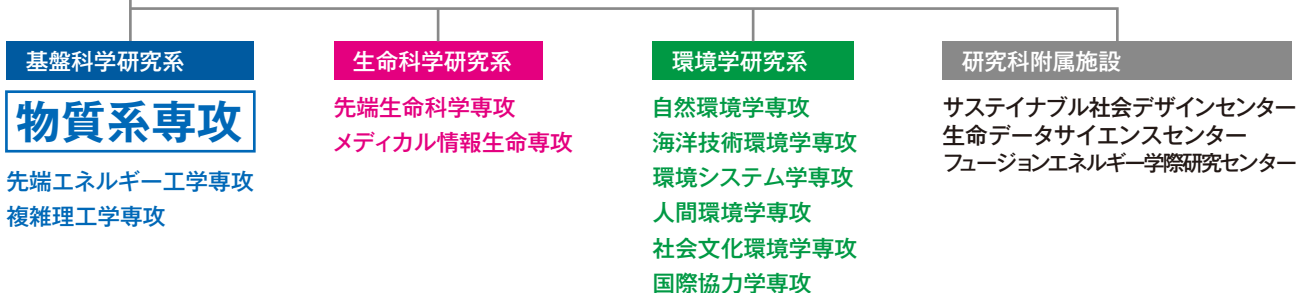 基盤科学研究系
物質系専攻
先端エネルギー工学専攻
複雑理工学専攻
生命科学研究系
先端生命科学専攻
メディカル情報生命専攻
環境学研究系
自然環境学専攻
海洋技術環境学専攻
環境システム学専攻
人間環境学専攻
社会文化環境学専攻
国際協力学専攻
研究科附属施設
サステイナブル社会デザインセンター
生命データサイエンスセンター
フュージョンエネルギー学際研究センター